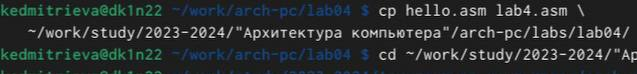 kedmitrieva@dk1n22 ~/work/arch-pc/lab04 $ cp hello.asm lab4.asm \
~/work/study/2023-2024/"Архитектура компьютера"/arch-pc/labs/lab04/
kedmitrieva@dk1n22 ~/work/arch-pc/lab04 $ cd ~/work/study/2023-2024/"Ар